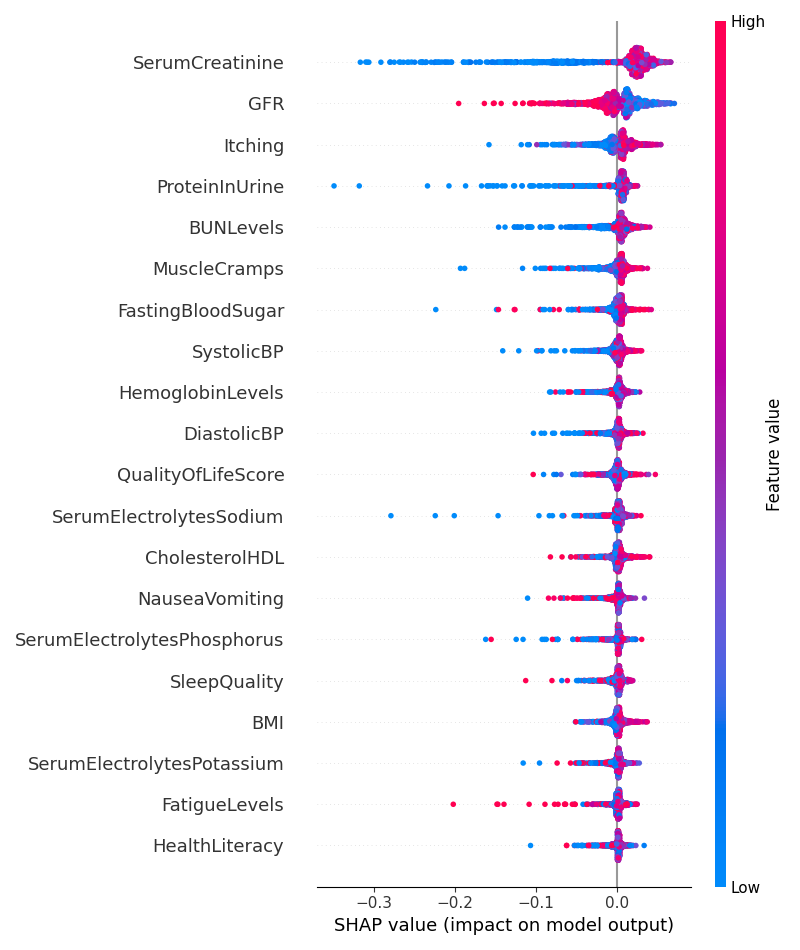 High
SerumCreatinine
GFR
Itching
ProteinInUrine
BUNLevels
MuscleCramps
FastingBloodSugar
SystolicBP
HemoglobinLevels
DiastolicBP
QualityOfLifeScore
SerumElectrolytesSodium
CholesterolHDL
NauseaVomiting
SerumElectrolytesPhosphorus
SleepQuality
BMI
SerumElectrolytesPotassium
FatigueLevels
HealthLiteracy
Feature value
Low
−0.3 −0.2 −0.1 0.0
SHAP value (impact on model output)